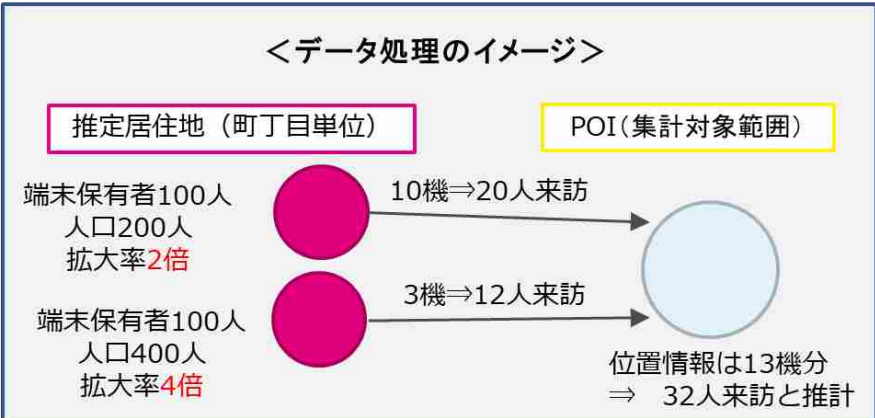 ＜データ処理のイメージ＞
推定居住地（町丁目単位）
POI（集計対象範囲）
端末保有者100人
人口200人
拡大率2倍
10機⇒20人来訪
端末保有者100人
人口400人
拡大率4倍
3機⇒12人来訪
位置情報は13機分
⇒　32人来訪と推計